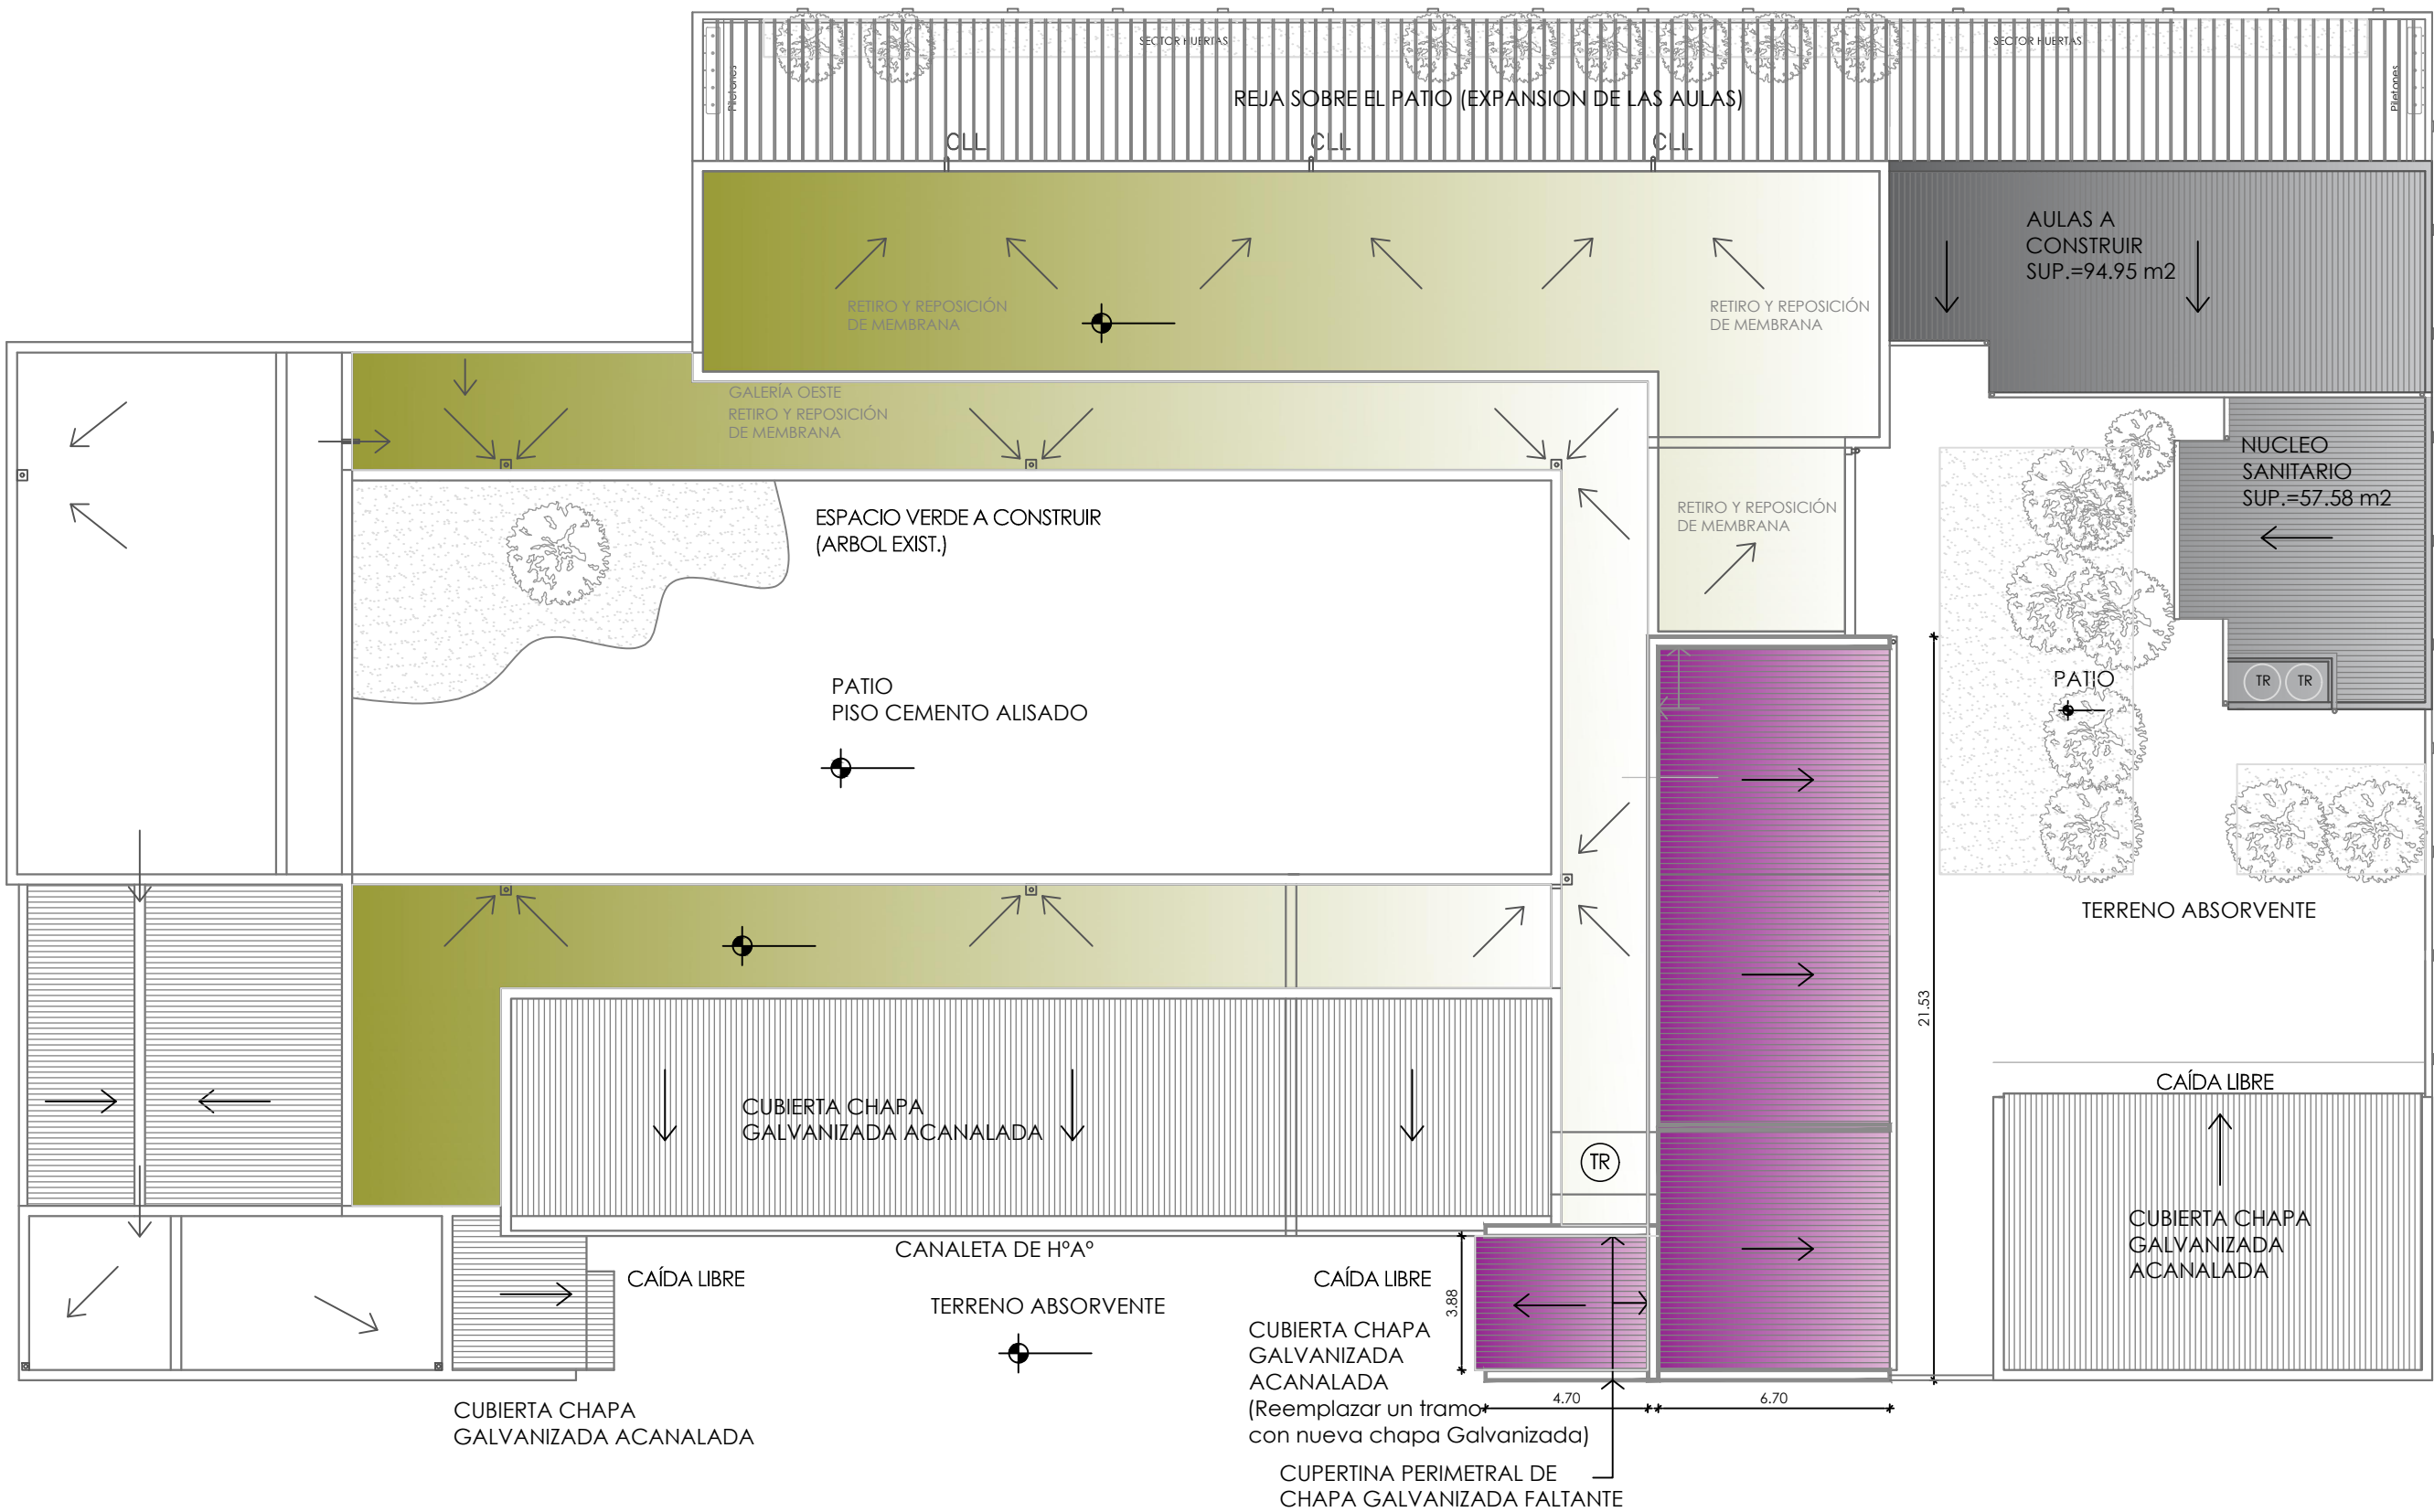 SECTOR HUERTAS
SECTOR HUERTAS
Piletones
Piletones
REJA SOBRE EL PATIO (EXPANSION DE LAS AULAS)
CLL
CLL
CLL
AULAS A
CONSTRUIR
SUP.=94.95 m2
RETIRO Y REPOSICIÓN
DE MEMBRANA
RETIRO Y REPOSICIÓN
DE MEMBRANA
GALERÍA OESTE
RETIRO Y REPOSICIÓN
DE MEMBRANA
NUCLEO
SANITARIO
SUP.=57.58 m2
RETIRO Y REPOSICIÓN
DE MEMBRANA
ESPACIO VERDE A CONSTRUIR
(ARBOL EXIST.)
PATIO
PISO CEMENTO ALISADO
PATIO
TR
TR
TERRENO ABSORVENTE
21.53
CAÍDA LIBRE
CUBIERTA CHAPA
GALVANIZADA ACANALADA
TR
CUBIERTA CHAPA
GALVANIZADA
ACANALADA
CANALETA DE HºAº
CAÍDA LIBRE
CAÍDA LIBRE
3.88
TERRENO ABSORVENTE
CUBIERTA CHAPA
GALVANIZADA
ACANALADA
(Reemplazar un tramo
con nueva chapa Galvanizada)
4.70
6.70
CUBIERTA CHAPA
GALVANIZADA ACANALADA
CUPERTINA PERIMETRAL DE
CHAPA GALVANIZADA FALTANTE